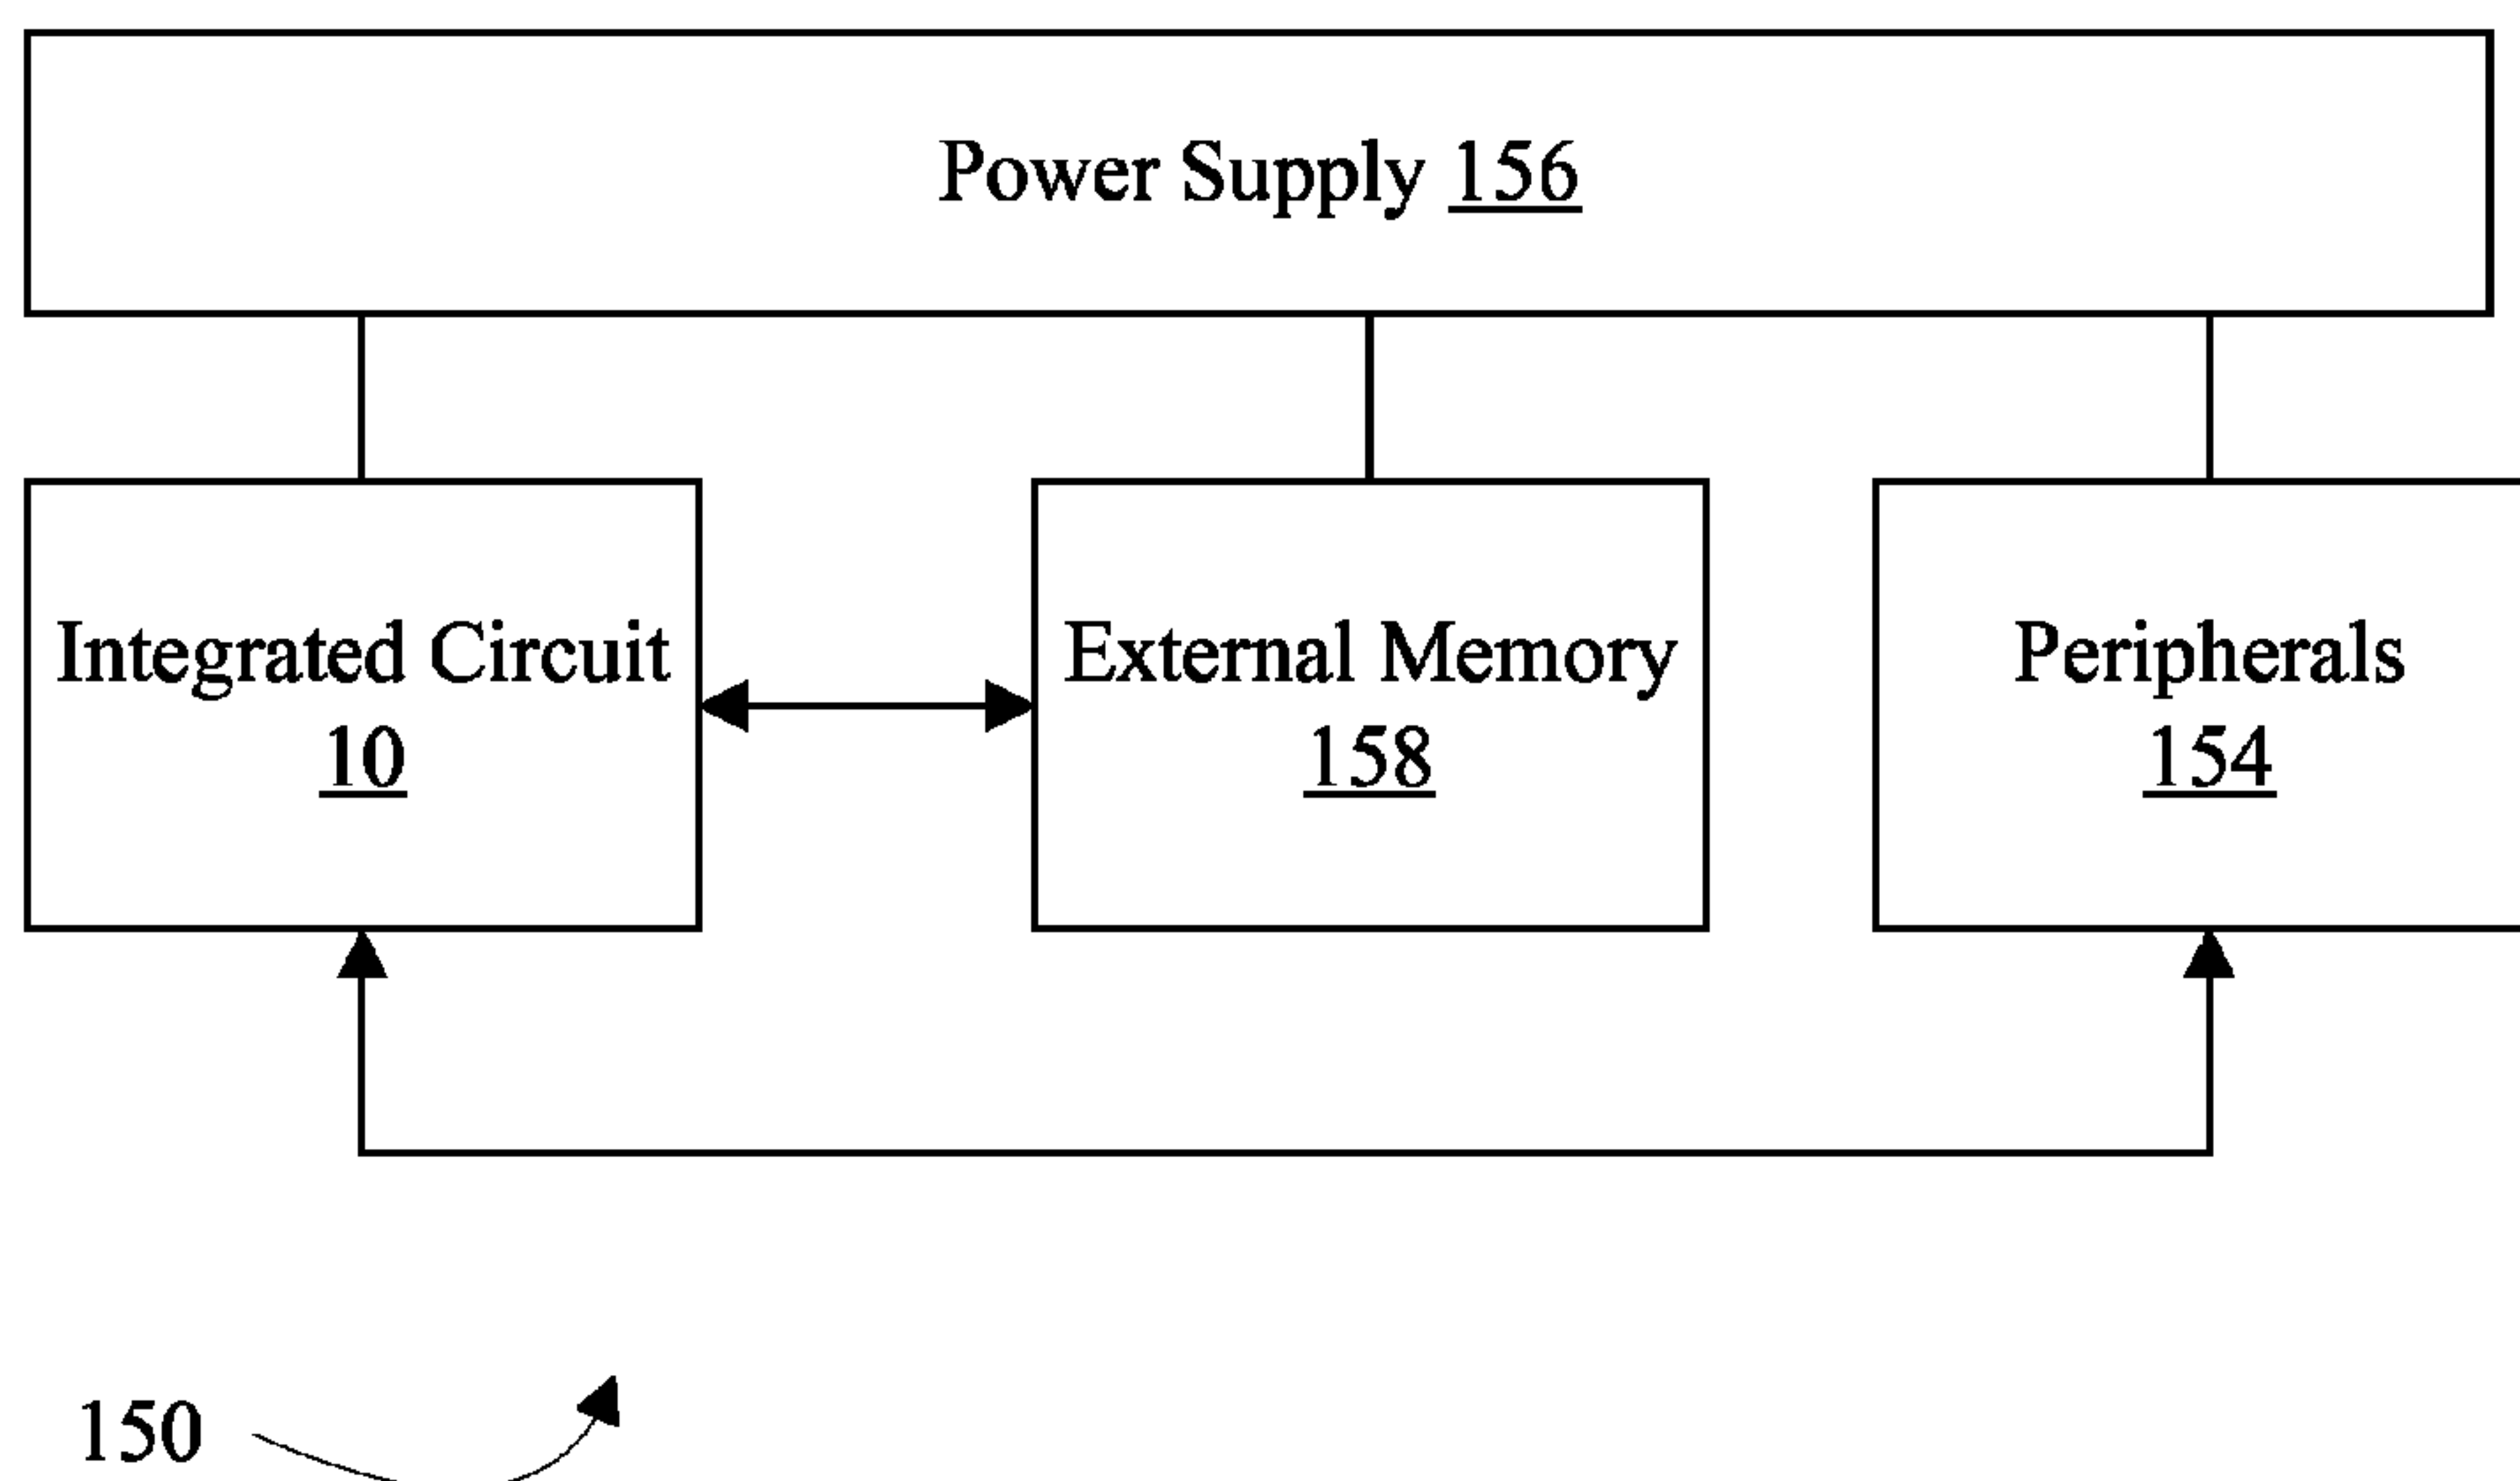 Power Supply 156
Integrated Circuit
10
External Memory
158
Peripherals
154
150